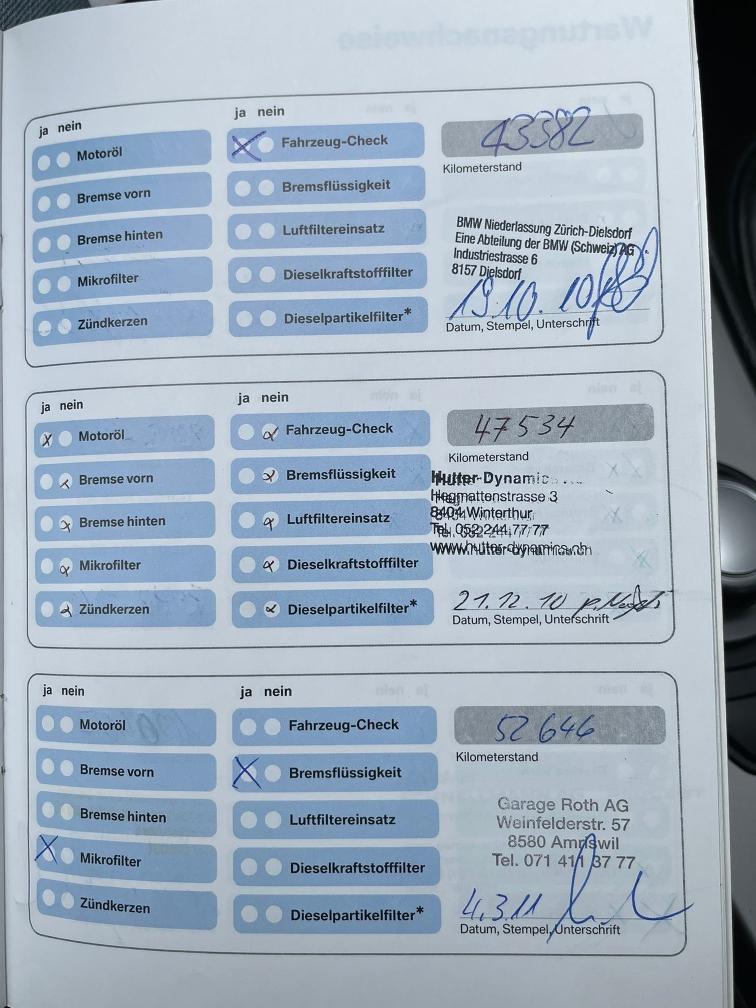 Wartungsnachweise
ja nein
Motoröl
Bremse vorn
Bremse hinten
Mikrofilter
Zündkerzen
ja nein
X Fahrzeug-Check
Bremsflüssigkeit
Luftfiltereinsatz
Dieselkraftstofffilter
Dieselpartikelfilter*
43382
Kilometerstand
BMW Niederlassung Zürich-Dielsdorf
Eine Abteilung der BMW (Schweiz) AG
Industriestrasse 6
8157 Dielsdorf
19.10.10
Datum, Stempel, Unterschrift
ja nein
x Motoröl
x Bremse vorn
x Bremse hinten
x Mikrofilter
x Zündkerzen
ja nein
x Fahrzeug-Check
x Bremsflüssigkeit
x Luftfiltereinsatz
x Dieselkraftstofffilter
x Dieselpartikelfilter*
47534
Kilometerstand
Hutter-Dynamic
Hegmattenstrasse 3
8404 Winterthur
Tel. 052 244 77 77
www.hutter-dynamics.ch
21.12.10
Datum, Stempel, Unterschrift
ja nein
Motoröl
Bremse vorn
Bremse hinten
X Mikrofilter
Zündkerzen
ja nein
Fahrzeug-Check
X Bremsflüssigkeit
Luftfiltereinsatz
Dieselkraftstofffilter
Dieselpartikelfilter*
52646
Kilometerstand
Garage Roth AG
Weinfelderstr. 57
8580 Amriswil
Tel. 071 411 37 77
4.3.11
Datum, Stempel, Unterschrift